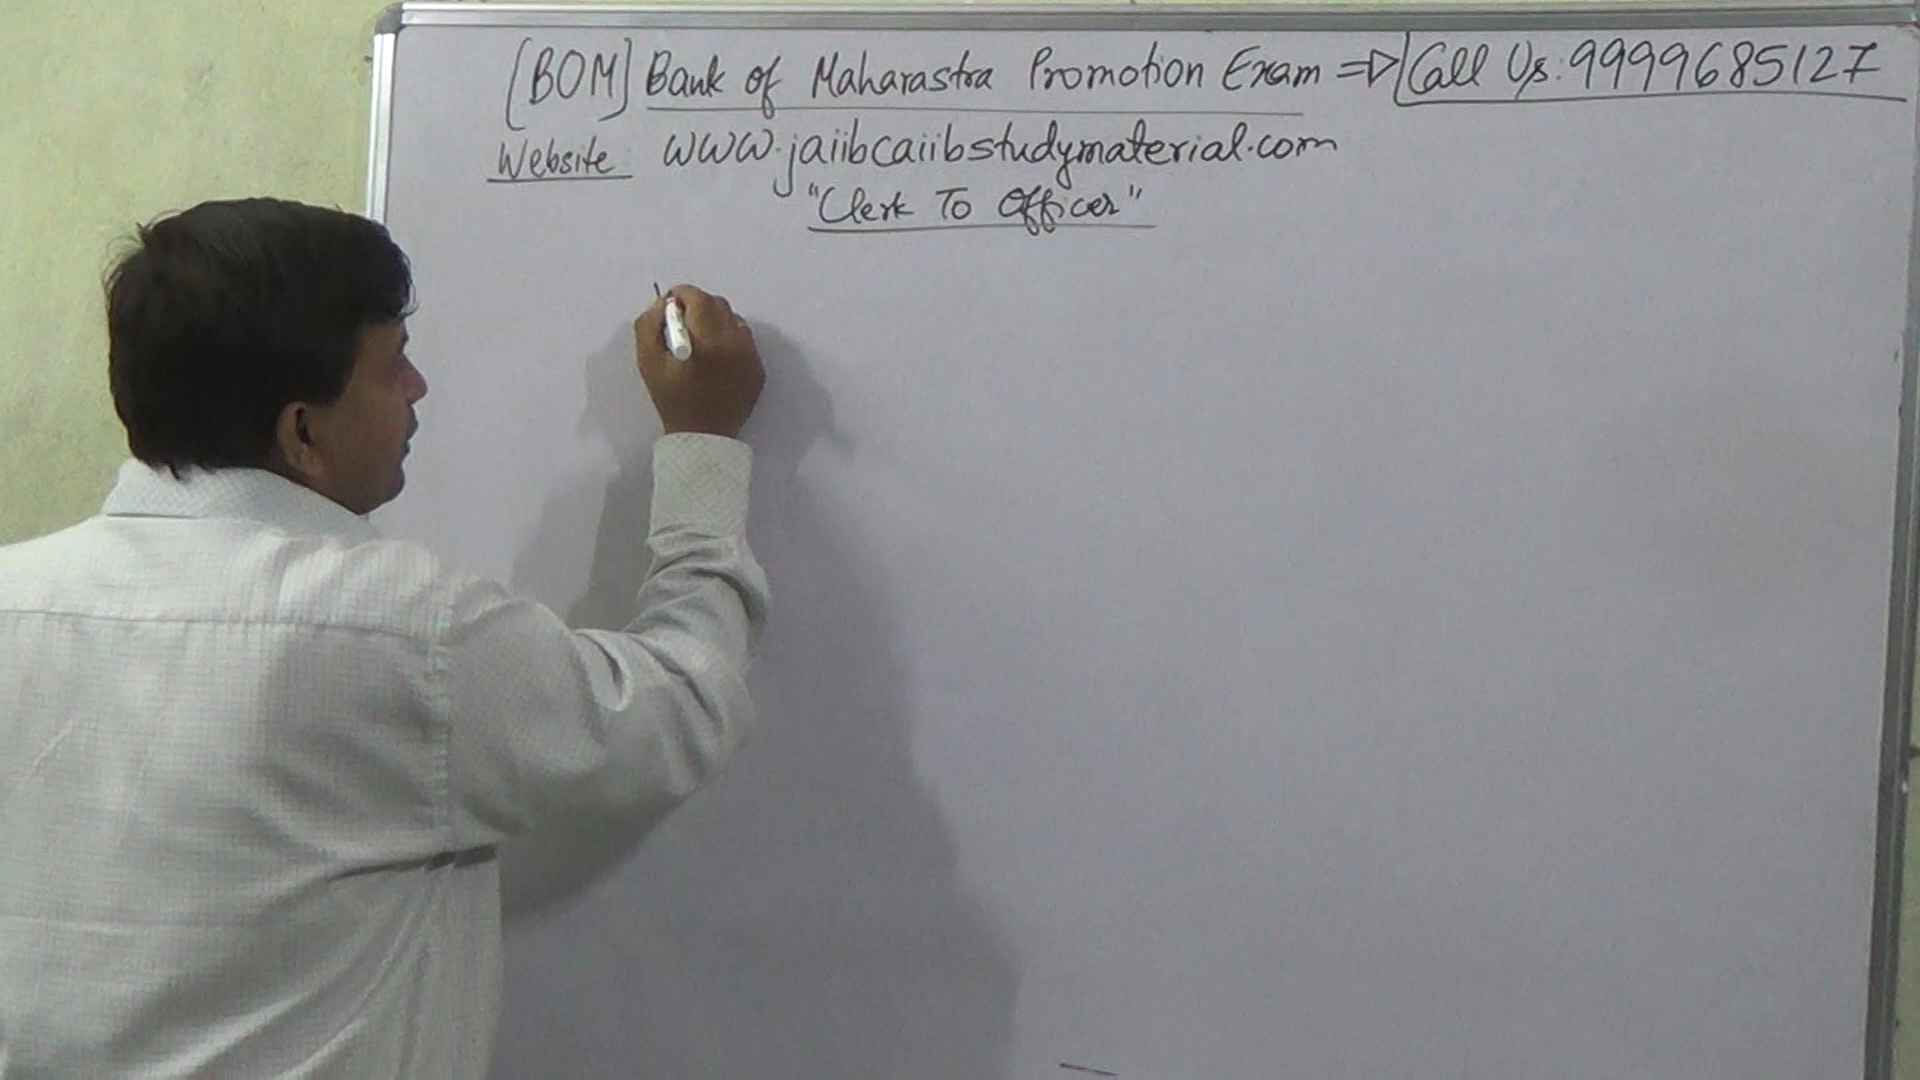 [BOM] Bank of Maharastra Promotion Exam ⇒ Call Us: 9999685127
Website: www.jaiibcaiibstudymaterial.com
"Clerk To Officer"